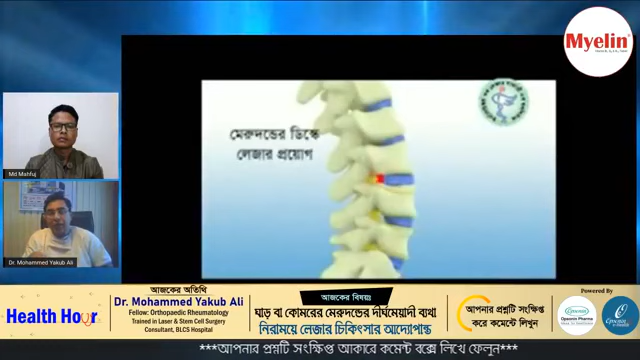 Myelin
মেরুদন্ডের ডিস্কে
লেজার প্রয়োগ
Md Mahfuj
Dr. Mohammed Yakub Ali
Health Hour
আজকের অতিথি
Dr. Mohammed Yakub Ali
Fellow: Orthopaedic Rheumatology
Trained in Laser & Stem Cell Surgery
Consultant, BLCS Hospital
আজকের বিষয়ঃ
ঘাড় বা কোমরের মেরুদন্ডের দীর্ঘমেয়াদী ব্যথা
নিরাময়ে লেজার চিকিৎসার আদ্যোপান্ত
আপনার প্রশ্নটি সংক্ষিপ্ত
করে কমেন্টে লিখুন
Powered By
***আপনার প্রশ্নটি সংক্ষিপ্ত আকারে কমেন্ট বক্সে লিখে ফেলুন***